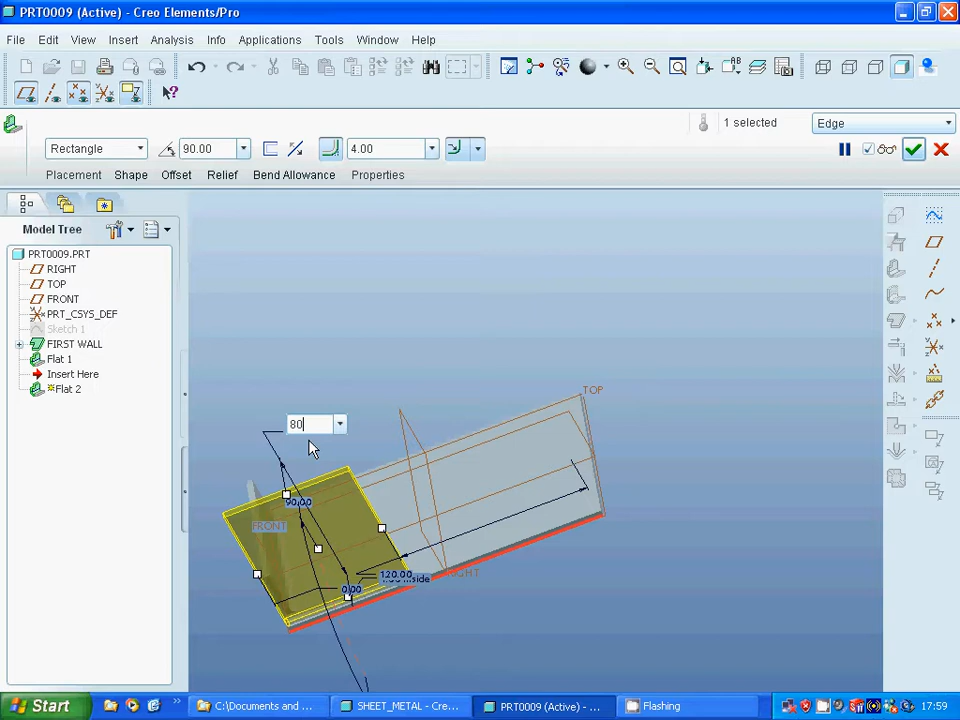 PRT0009 (Active) - Creo Elements/Pro
File Edit View Insert Analysis Info Applications Tools Window Help
1 selected Edge
Rectangle 90.00 4.00
Placement Shape Offset Relief Bend Allowance Properties
Model Tree
PRT0009.PRT
RIGHT
TOP
FRONT
PRT_CSYS_DEF
Sketch 1
FIRST WALL
Flat 1
Insert Here
Flat 2
TOP
80
90.00
FRONT
RIGHT
120.00
0.00
Start C:\Documents and ... SHEET_METAL - Cre... PRT0009 (Active) - ... Flashing 17:59